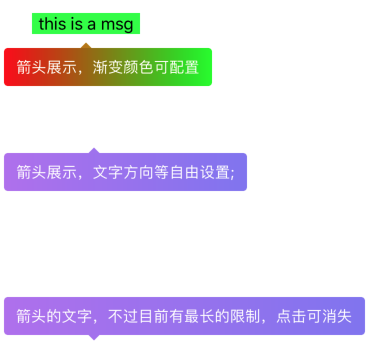 this is a msg
箭头展示，渐变颜色可配置
箭头展示，文字方向等自由设置;
箭头的文字，不过目前有最长的限制，点击可消失